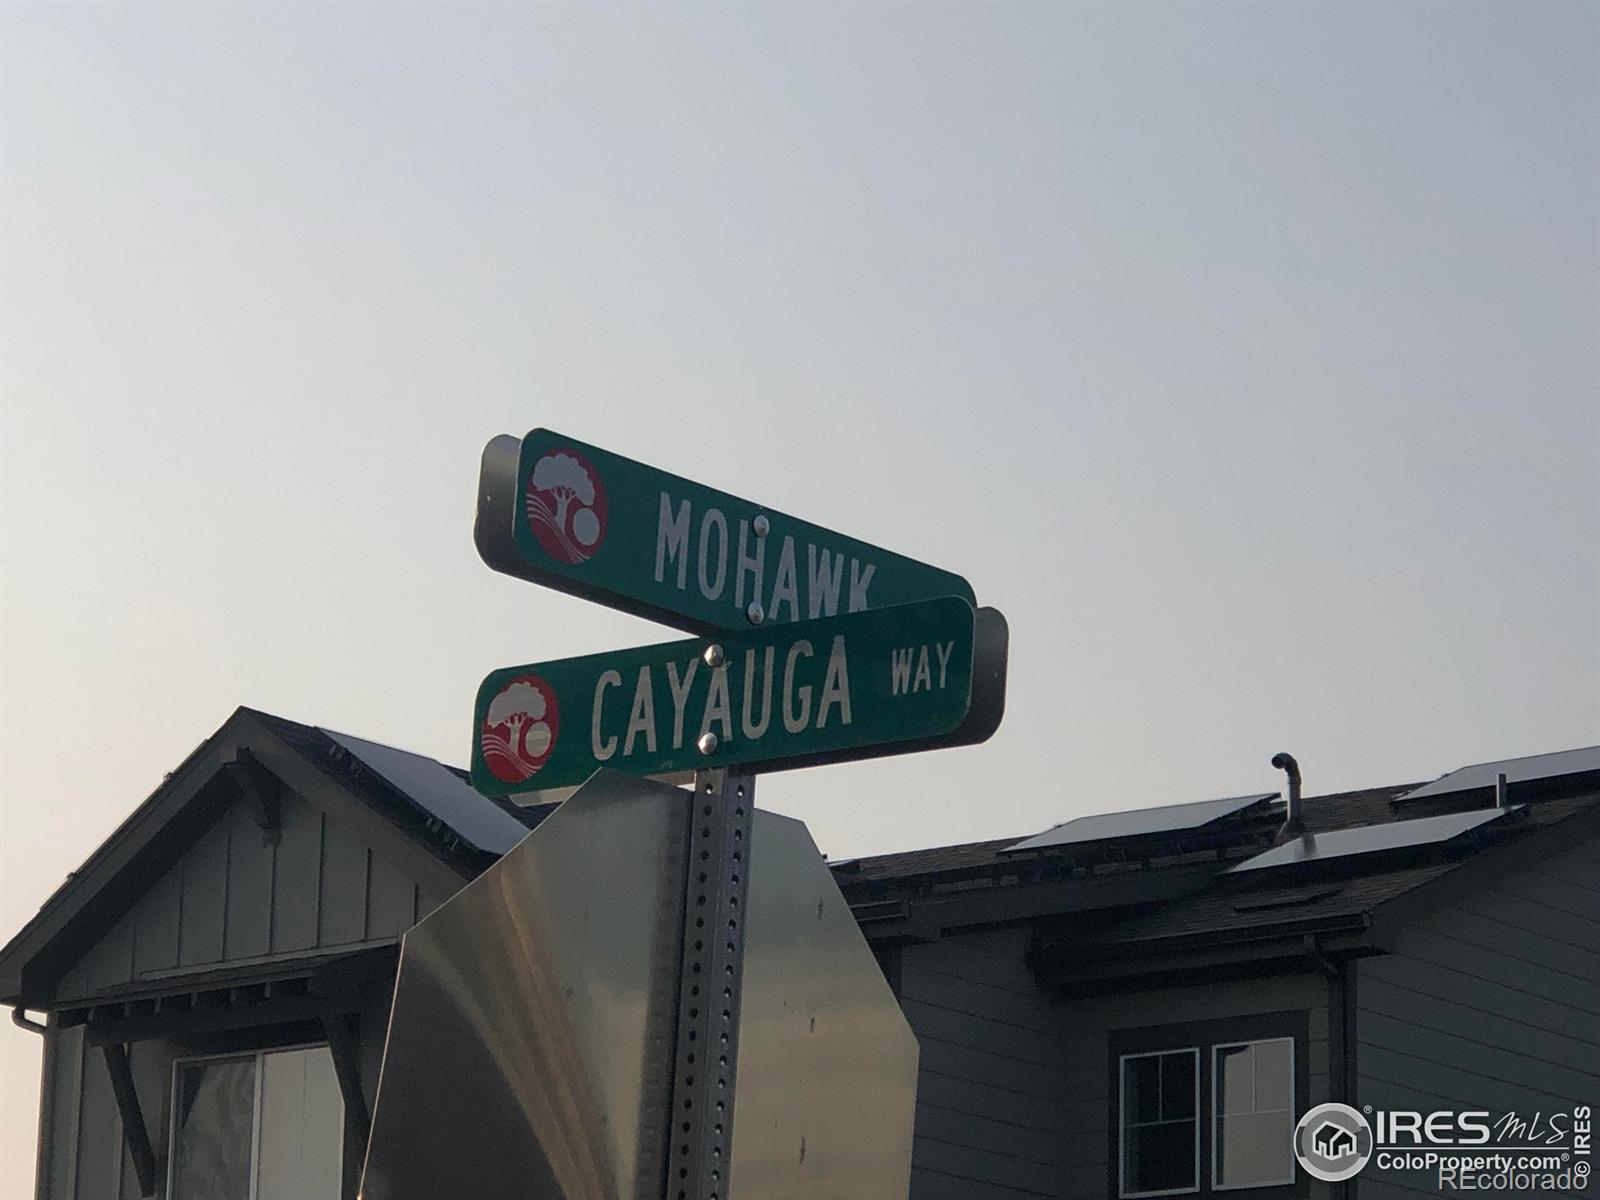 MOHAWK
CAYAUGA WAY
IRES MLS
ColoProperty.com®
© IRES
REcolorado